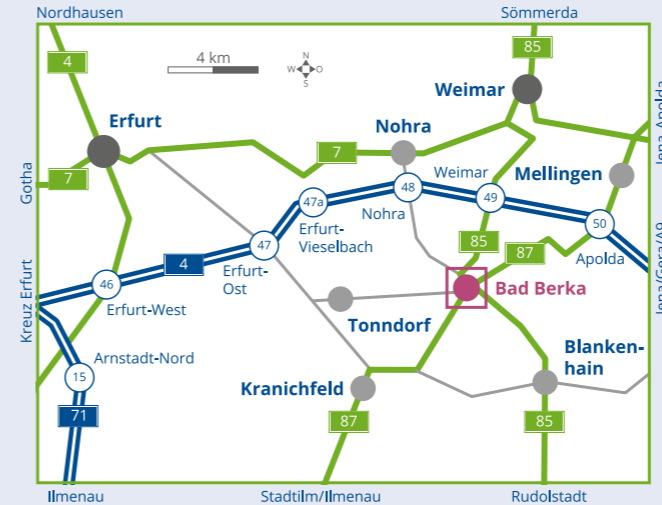 Nordhausen
Sömmerda
4
85
4 km
N
W O
S
Weimar
Erfurt
Nohra
7
Weimar
Mellingen
Jena Apolda
Gotha
7
47a
48
49
Nohra
Erfurt-
Vieselbach
50
85
87
47
4
Erfurt-
Ost
Apolda
Jena/Gera/A9
Kreuz Erfurt
46
Erfurt-West
Bad Berka
Tonndorf
Arnstadt-Nord
15
Blanken-
hain
Kranichfeld
71
87
85
Ilmenau
Stadtilm/Ilmenau
Rudolstadt